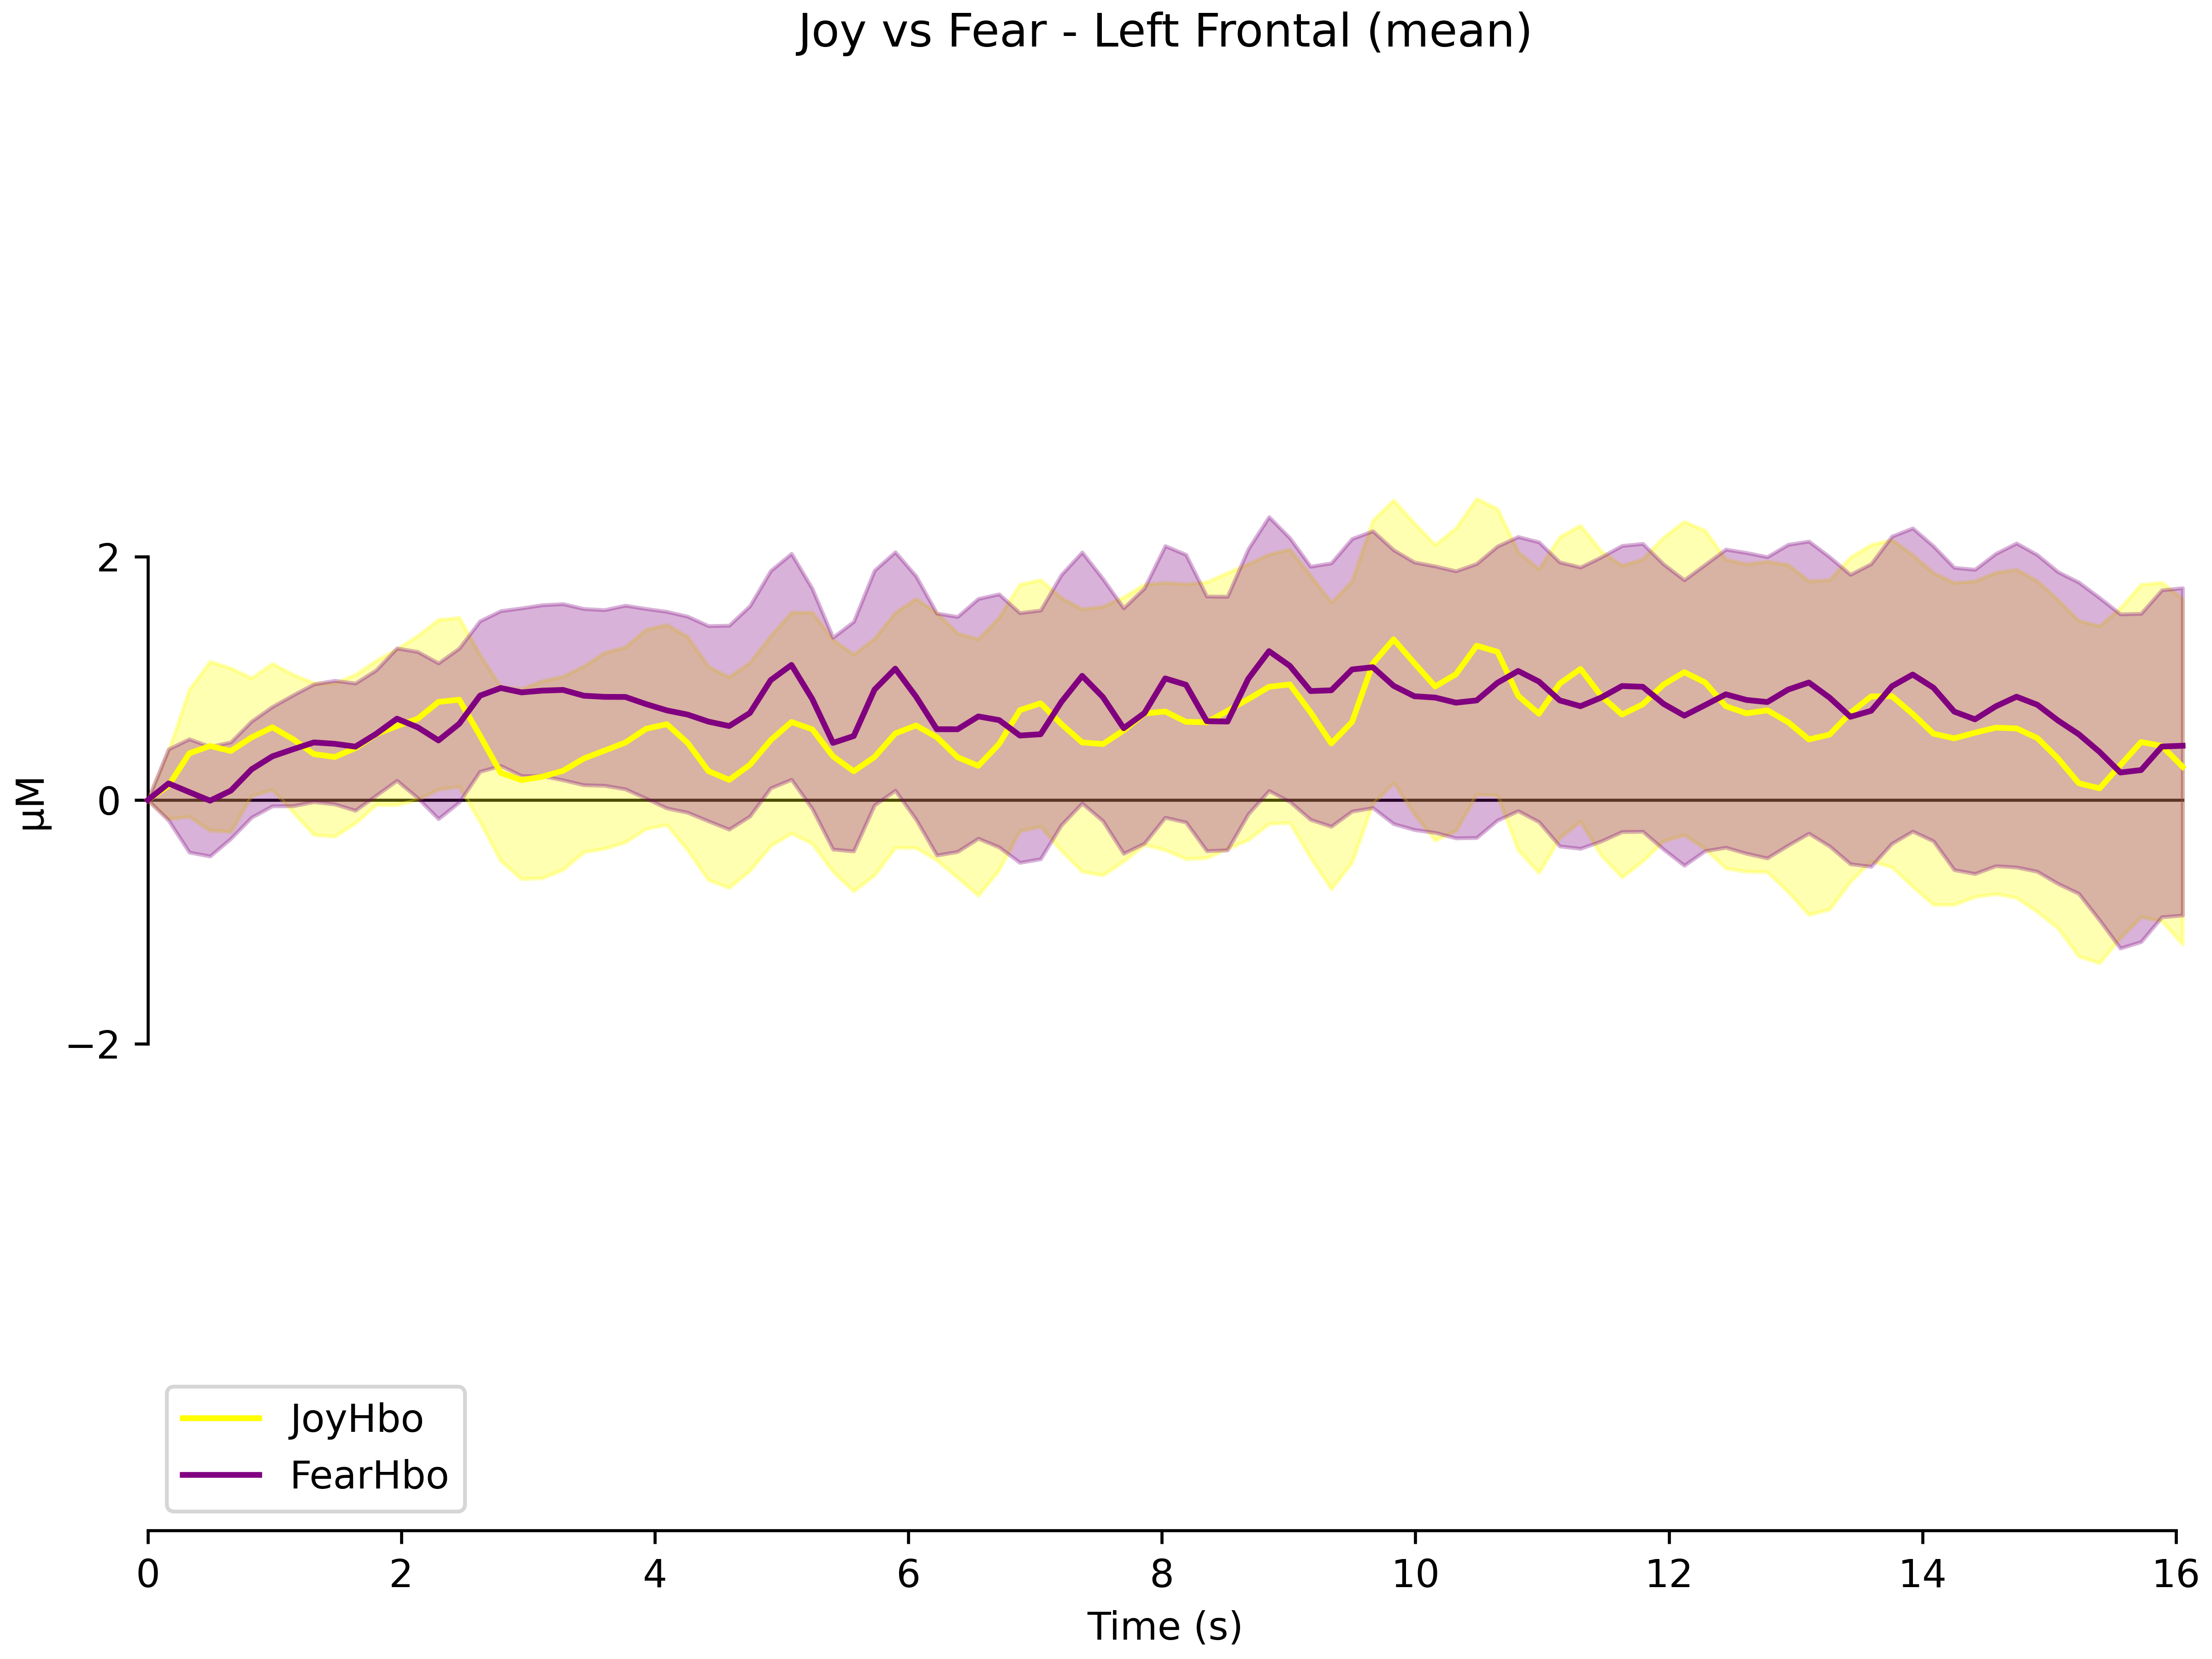 Joy vs Fear - Left Frontal (mean)
µM
2
0
−2
JoyHbo
FearHbo
0 2 4 6 8 10 12 14 16
Time (s)